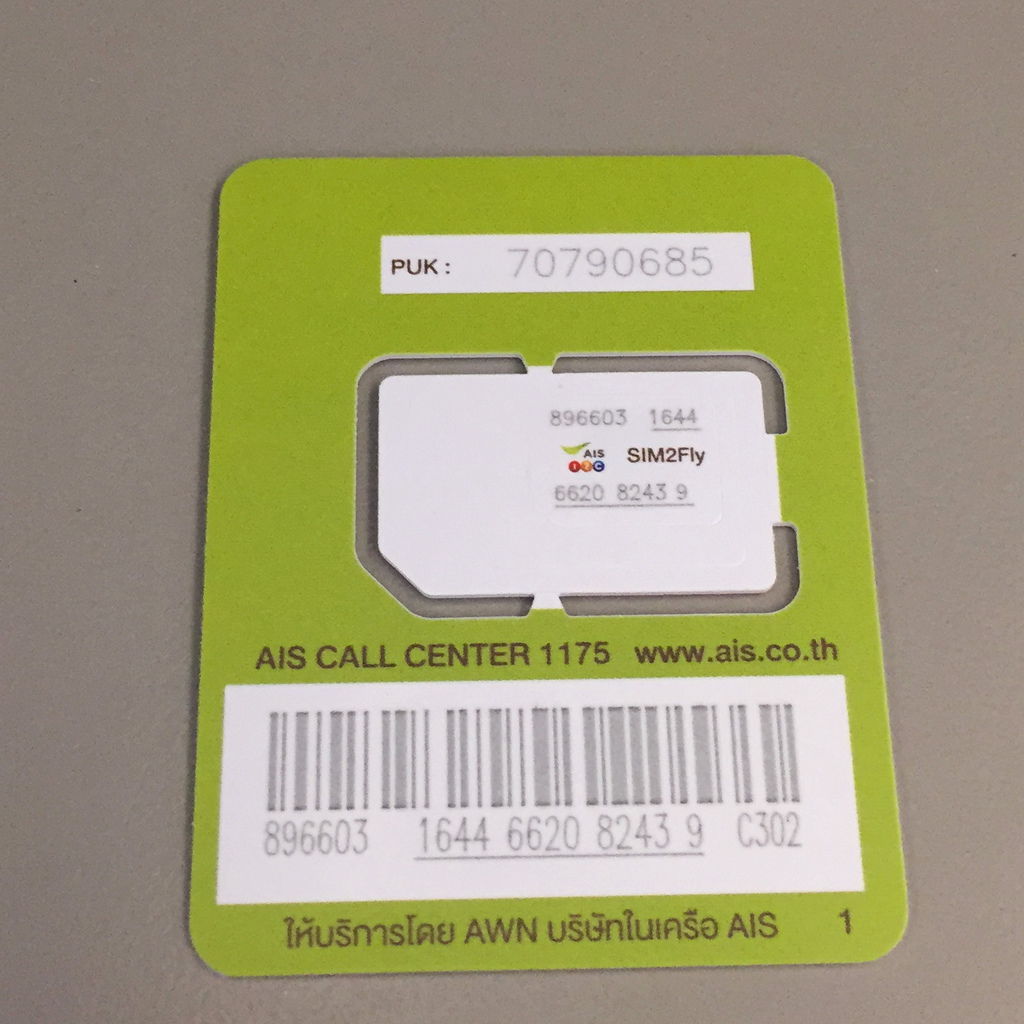 PUK : 70790685
896603 1644
AIS SIM2Fly
12C
6620 8243 9
AIS CALL CENTER 1175 www.ais.co.th
896603 1644 6620 8243 9 C302
ให้บริการโดย AWN บริษัทในเครือ AIS 1